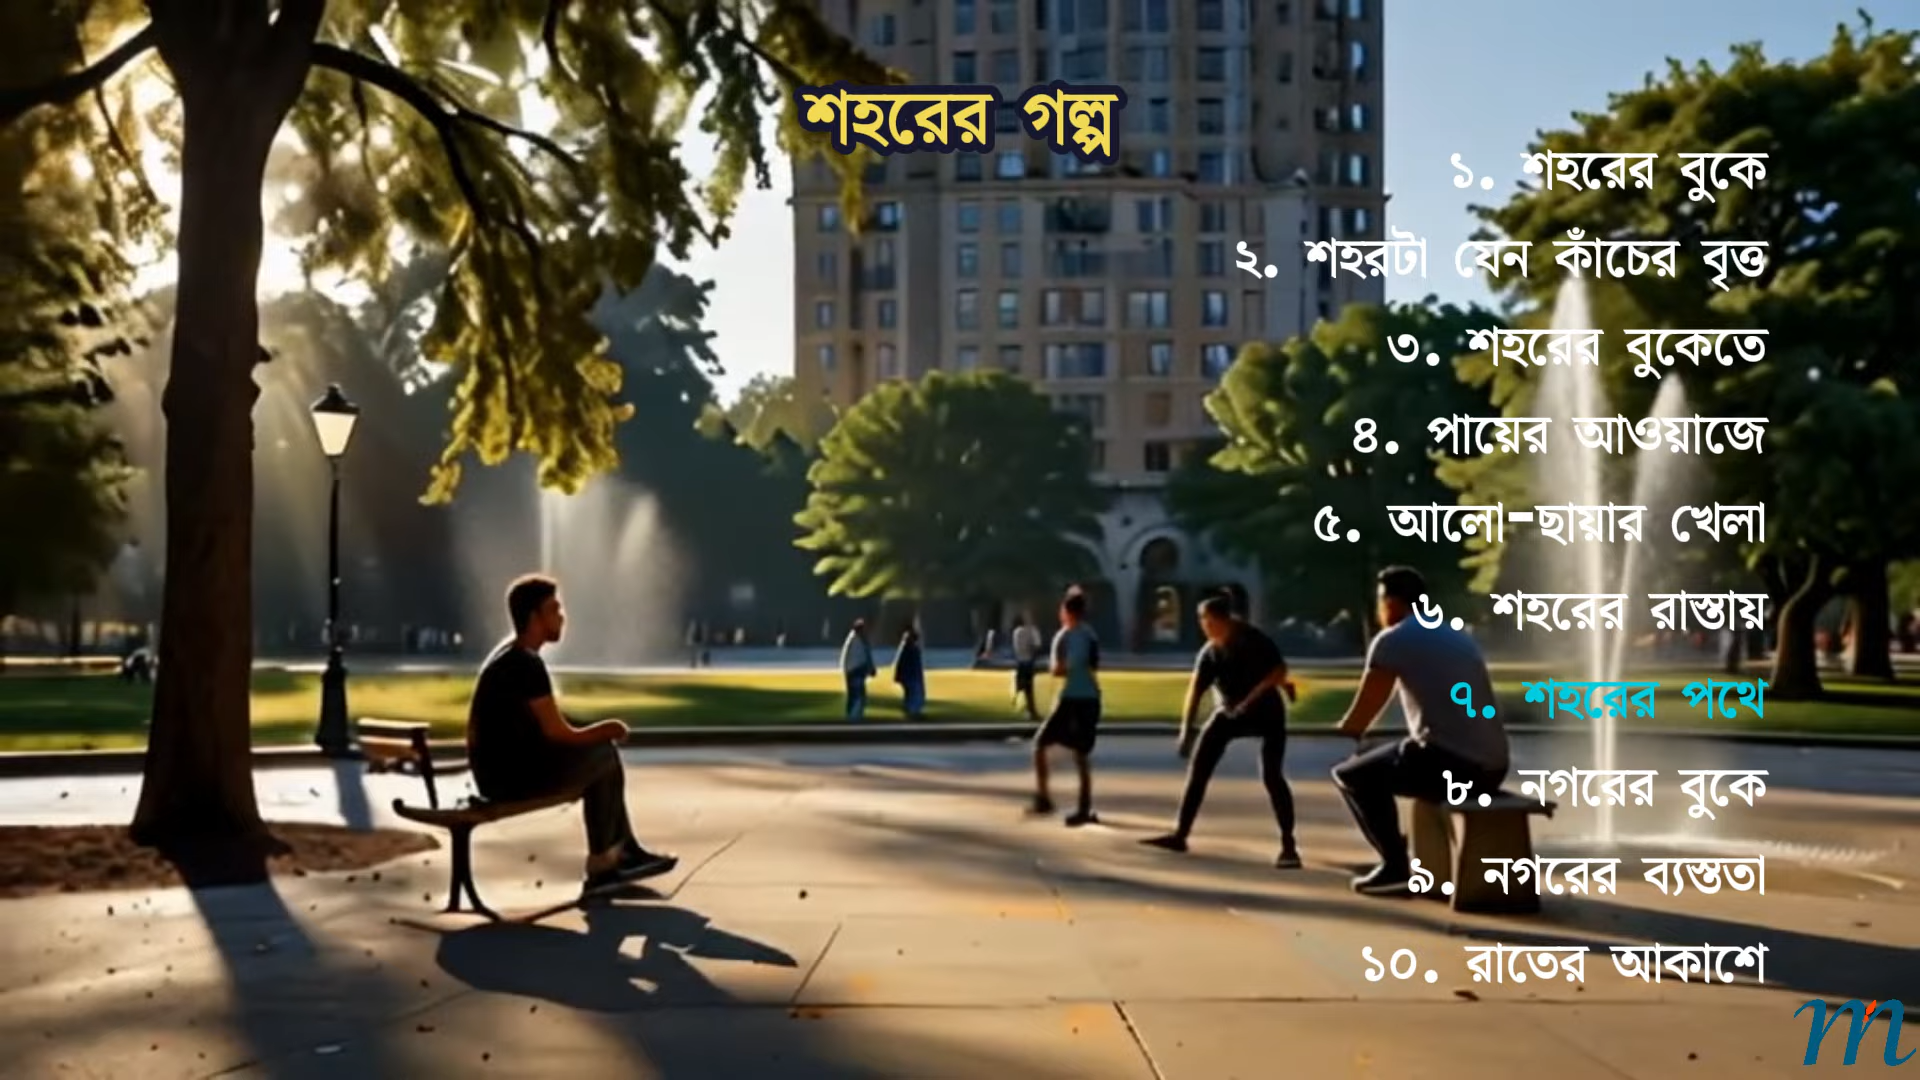 শহরের গল্প
১. শহরের বুকে
২. শহরটা যেন কাঁচের বৃত্ত
৩. শহরের বুকেতে
৪. পায়ের আওয়াজে
৫. আলো-ছায়ার খেলা
৬. শহরের রাস্তায়
৭. শহরের পথে
৮. নগরের বুকে
৯. নগরের ব্যস্ততা
১০. রাতের আকাশে
m